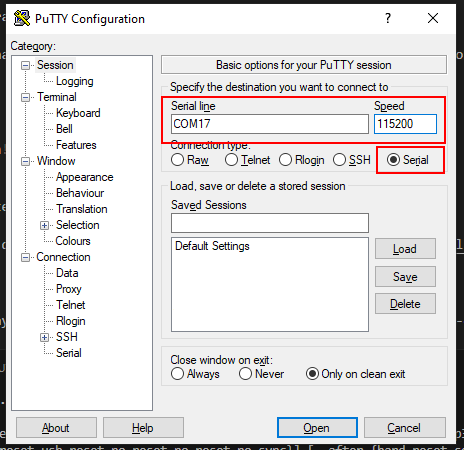 PuTTY Configuration
Category:
Session
Logging
Terminal
Keyboard
Bell
Features
Window
Appearance
Behaviour
Translation
Selection
Colours
Connection
Data
Proxy
Telnet
Rlogin
SSH
Serial
Basic options for your PuTTY session
Specify the destination you want to connect to
Serial line Speed
COM17 115200
Connection type:
Raw Telnet Rlogin SSH Serial
Load, save or delete a stored session
Saved Sessions
Default Settings
Load
Save
Delete
Close window on exit:
Always Never Only on clean exit
About Help Open Cancel